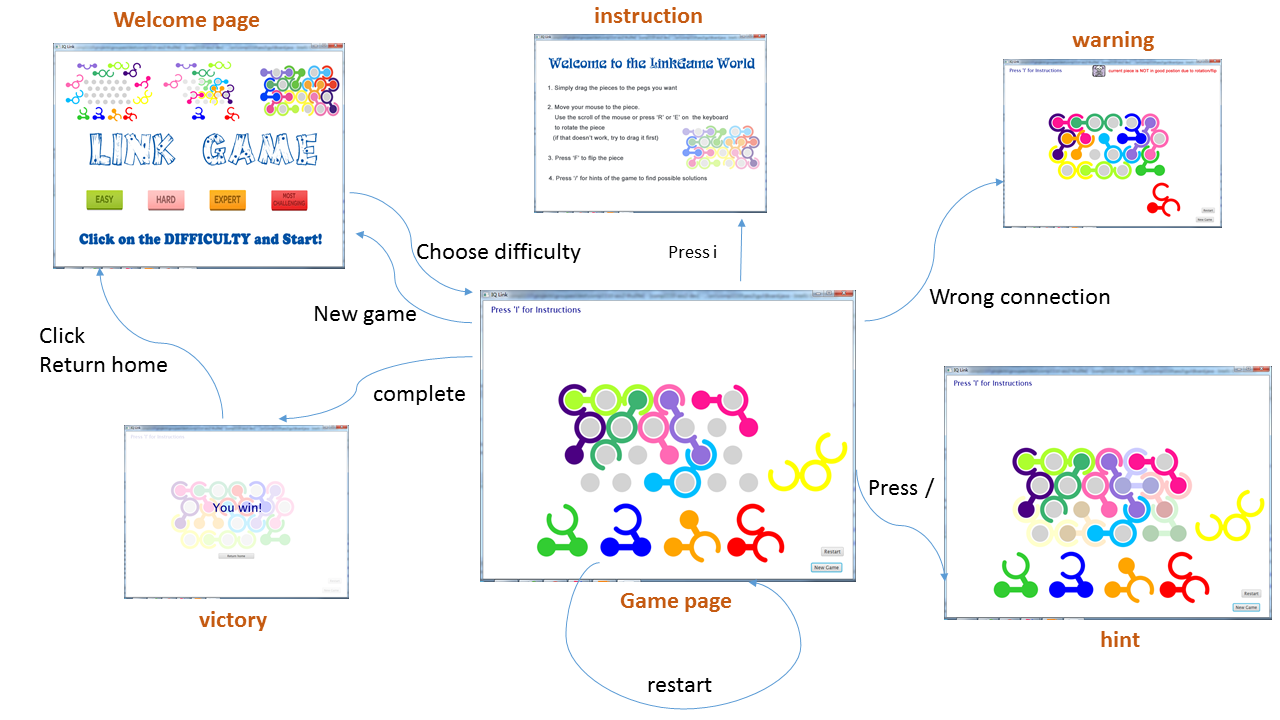 Welcome page
instruction
warning
IQ Link
LINK GAME
EASY
HARD
EXPERT
MOST
CHALLENGING
Click on the DIFFICULTY and Start!
IQ Link
Welcome to the LinkGame World
1. Simply drag the pieces to the pegs you want
2. Move your mouse to the piece.
Use the scroll of the mouse or press 'R' or 'E' on the keyboard
to rotate the piece
(if that doesn't work, try to drag it first)
3. Press 'F' to flip the piece
4. Press '/' for hints of the game to find possible solutions
IQ Link
Press 'I' for Instructions
current piece is NOT in good postion due to rotation/flip
Restart
New Game
Choose difficulty
Press i
New game
Wrong connection
Click
Return home
complete
Press /
IQ Link
Press 'I' for Instructions
Restart
New Game
Game page
restart
IQ Link
Press 'I' for Instructions
You win!
Return home
victory
IQ Link
Press 'I' for Instructions
Restart
New Game
hint